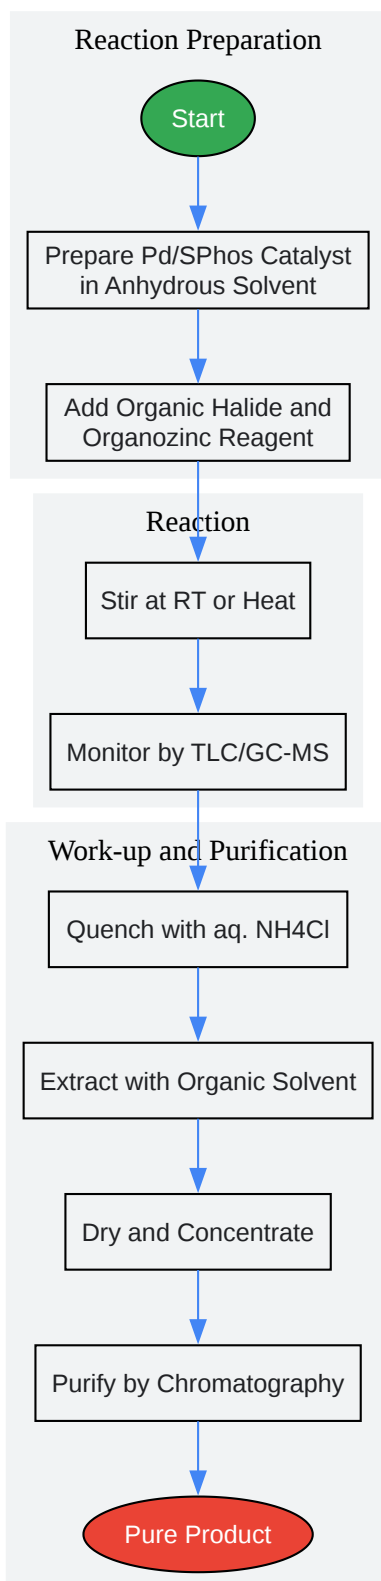 Reaction Preparation
Start
Prepare Pd/SPhos Catalyst
in Anhydrous Solvent
Add Organic Halide and
Organozinc Reagent
Reaction
Stir at RT or Heat
Monitor by TLC/GC-MS
Work-up and Purification
Quench with aq. NH4Cl
Extract with Organic Solvent
Dry and Concentrate
Purify by Chromatography
Pure Product